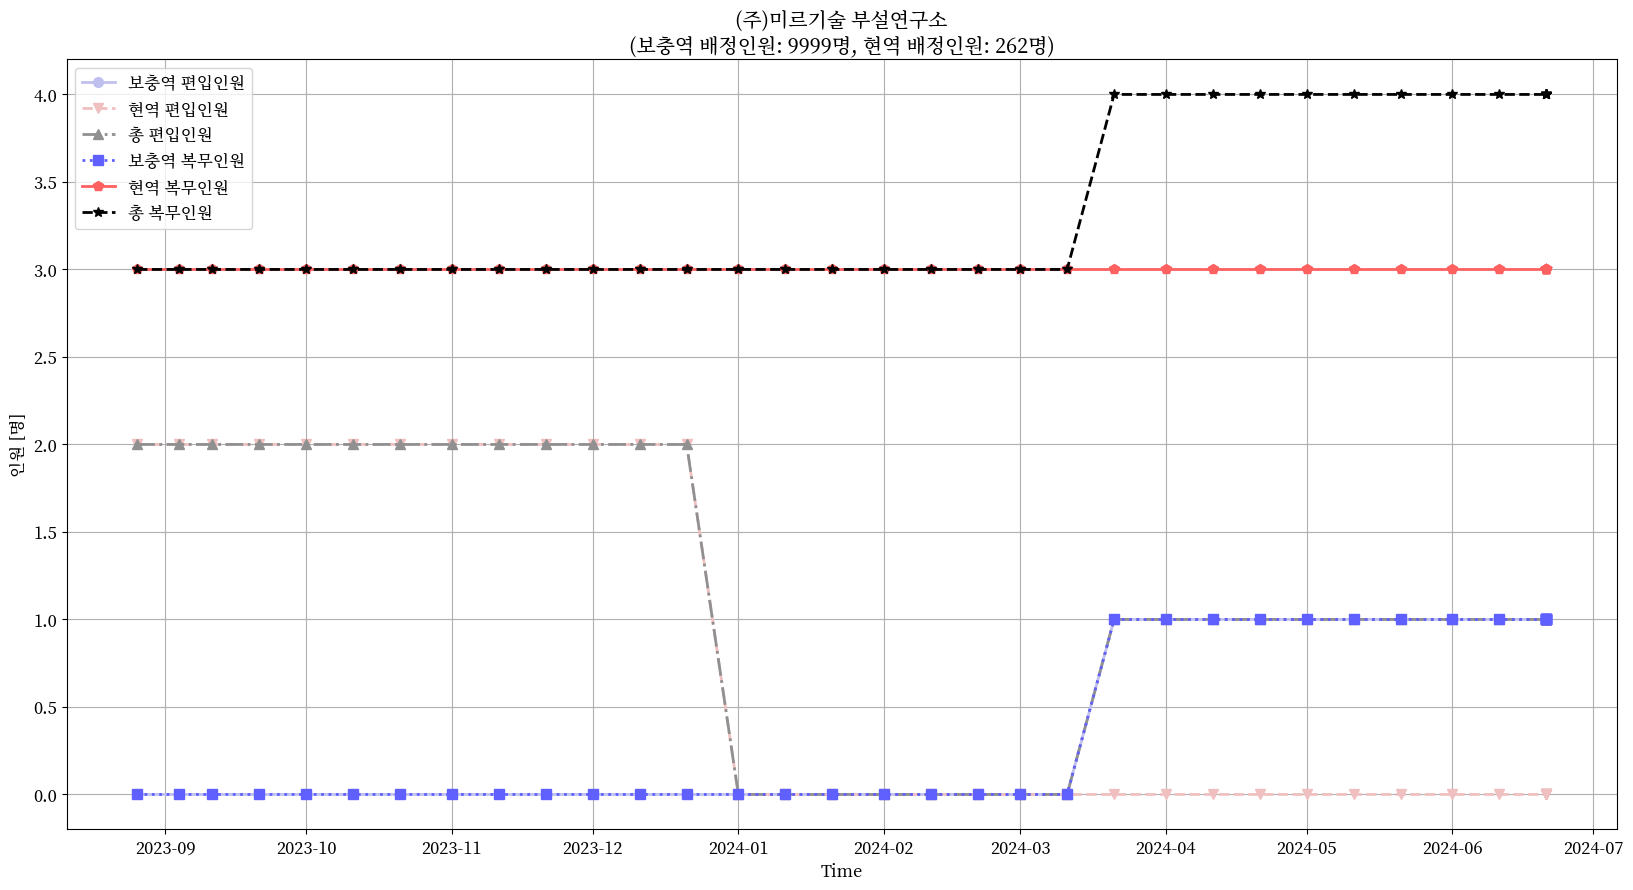 (주)미르기술 부설연구소
(보충역 배정인원: 9999명, 현역 배정인원: 262명)
보충역 편입인원
현역 편입인원
총 편입인원
보충역 복무인원
현역 복무인원
총 복무인원
4.0
3.5
3.0
2.5
2.0
1.5
1.0
0.5
0.0
인원 [명]
2023-09 2023-10 2023-11 2023-12 2024-01 2024-02 2024-03 2024-04 2024-05 2024-06 2024-07
Time